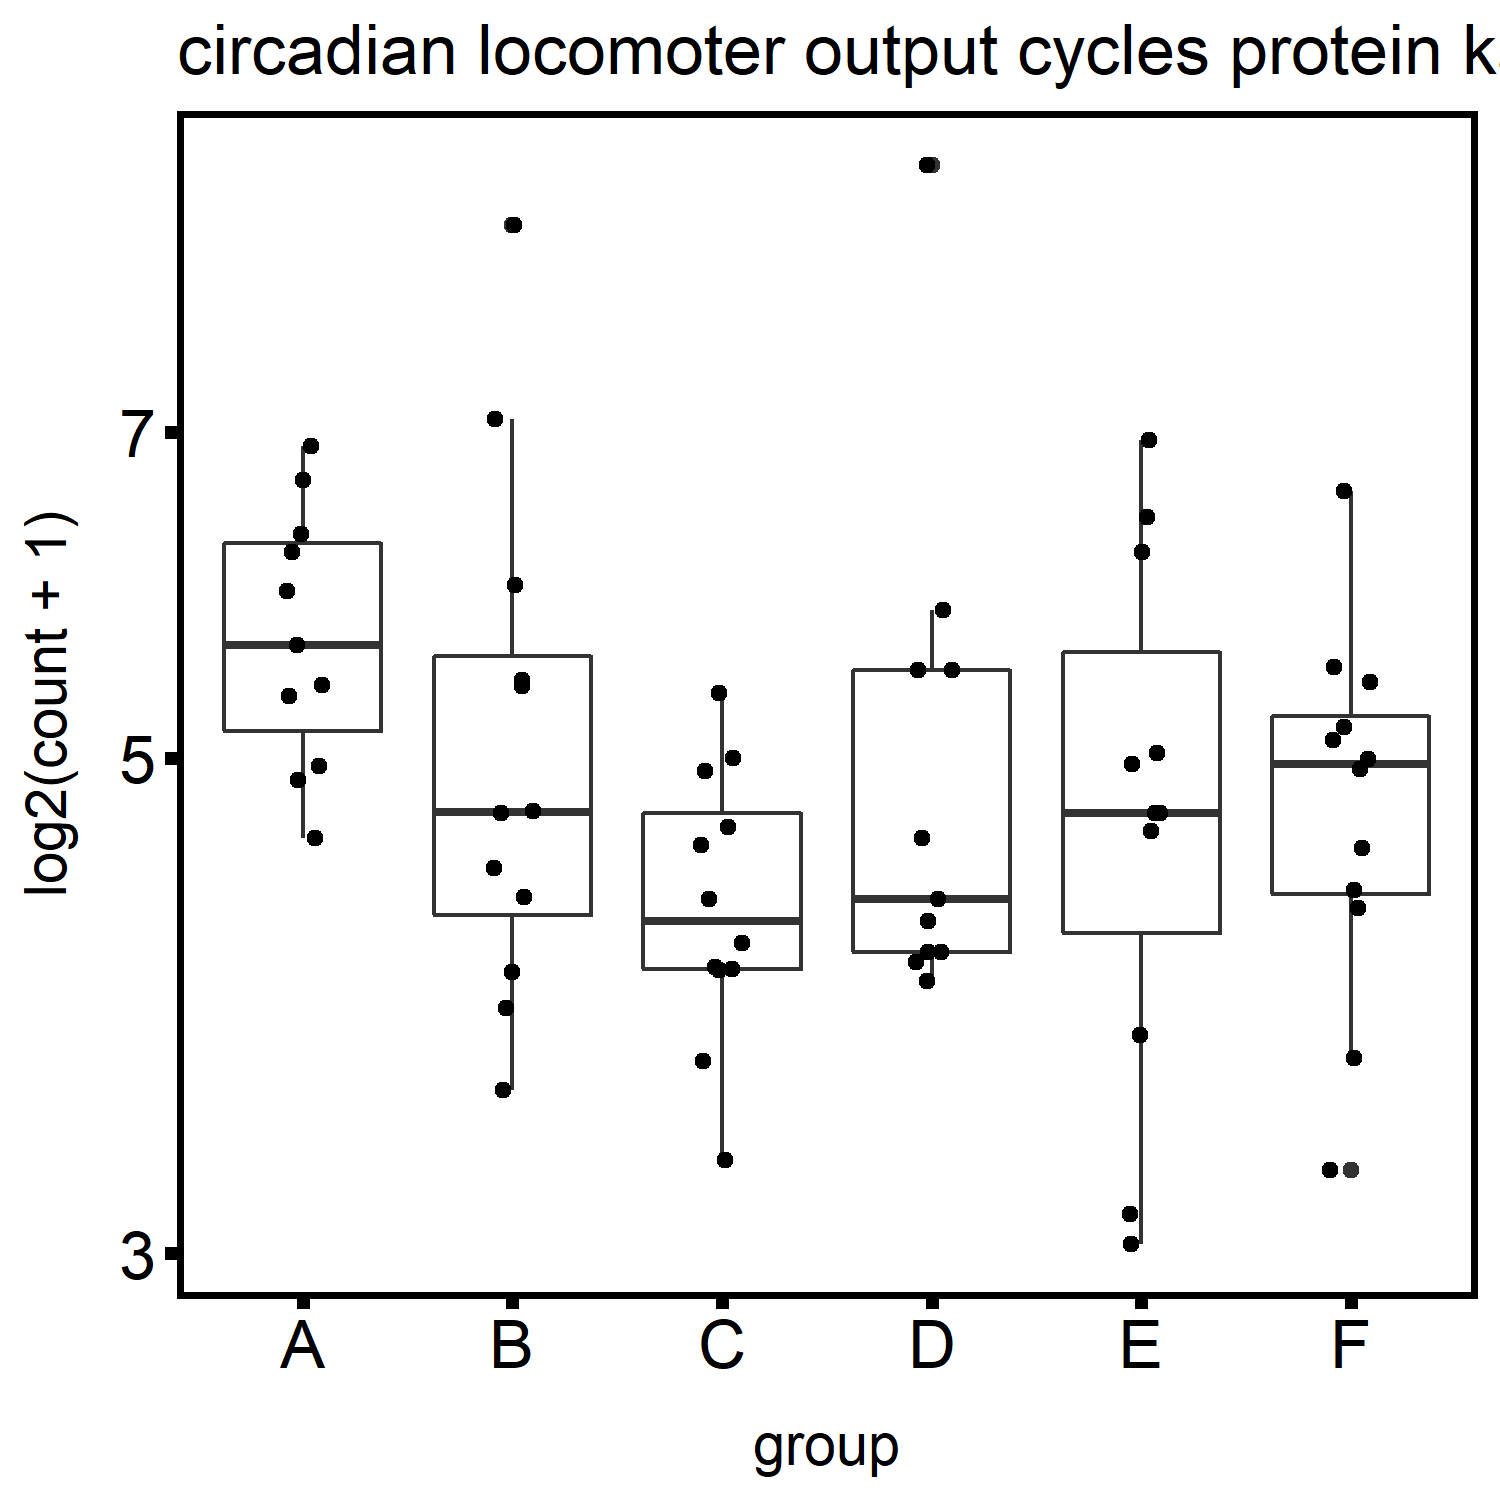 circadian locomoter output cycles protein k
log2(count + 1)
7
5
3
A B C D E F
group